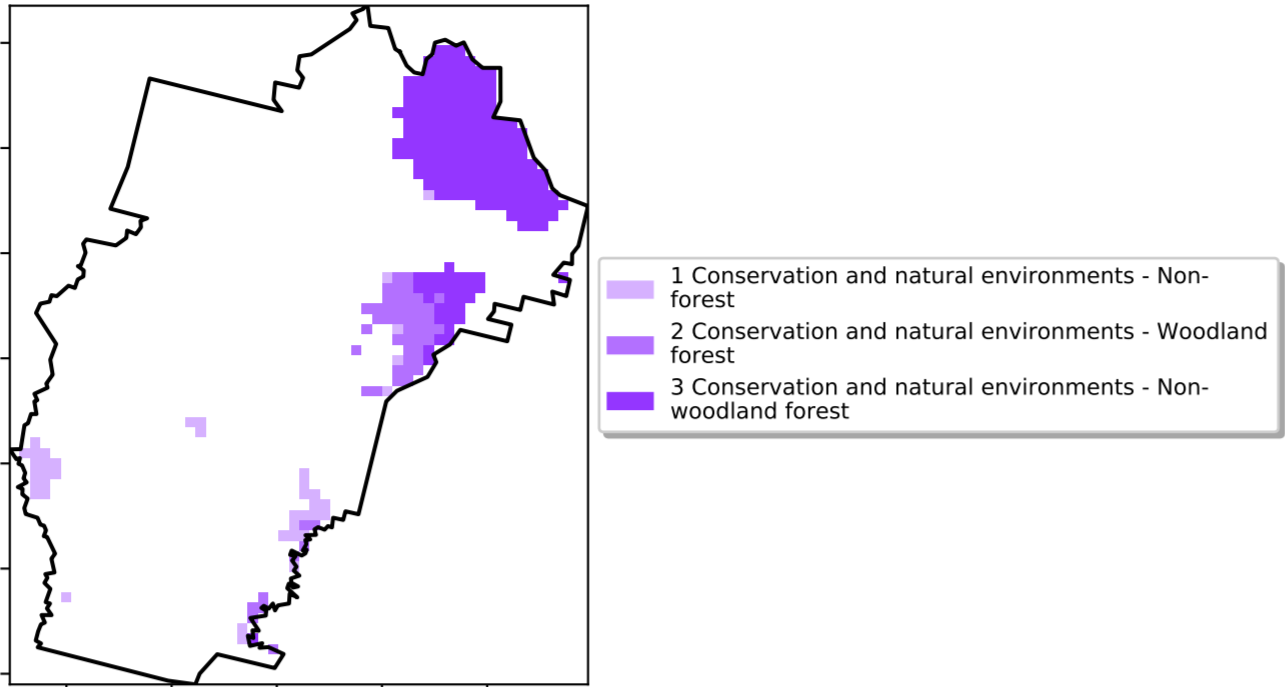 1 Conservation and natural environments - Non-
forest
2 Conservation and natural environments - Woodland
forest
3 Conservation and natural environments - Non-
woodland forest